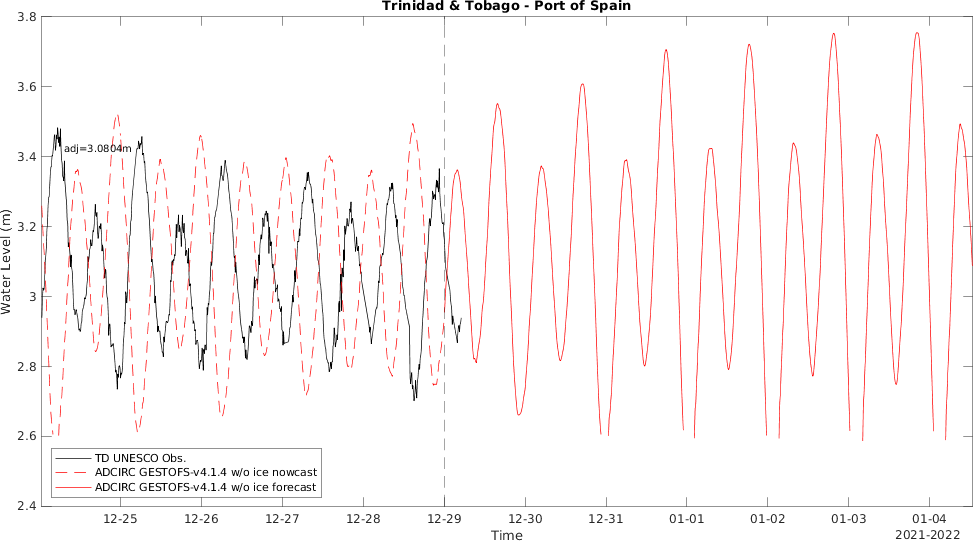 Trinidad & Tobago - Port of Spain
3.8
3.6
3.4
3.2
3
2.8
2.6
2.4
Water Level (m)
adj=3.0804m
TD UNESCO Obs.
ADCIRC GESTOFS-v4.1.4 w/o ice nowcast
ADCIRC GESTOFS-v4.1.4 w/o ice forecast
12-25 12-26 12-27 12-28 12-29 12-30 12-31 01-01 01-02 01-03 01-04
Time
2021-2022